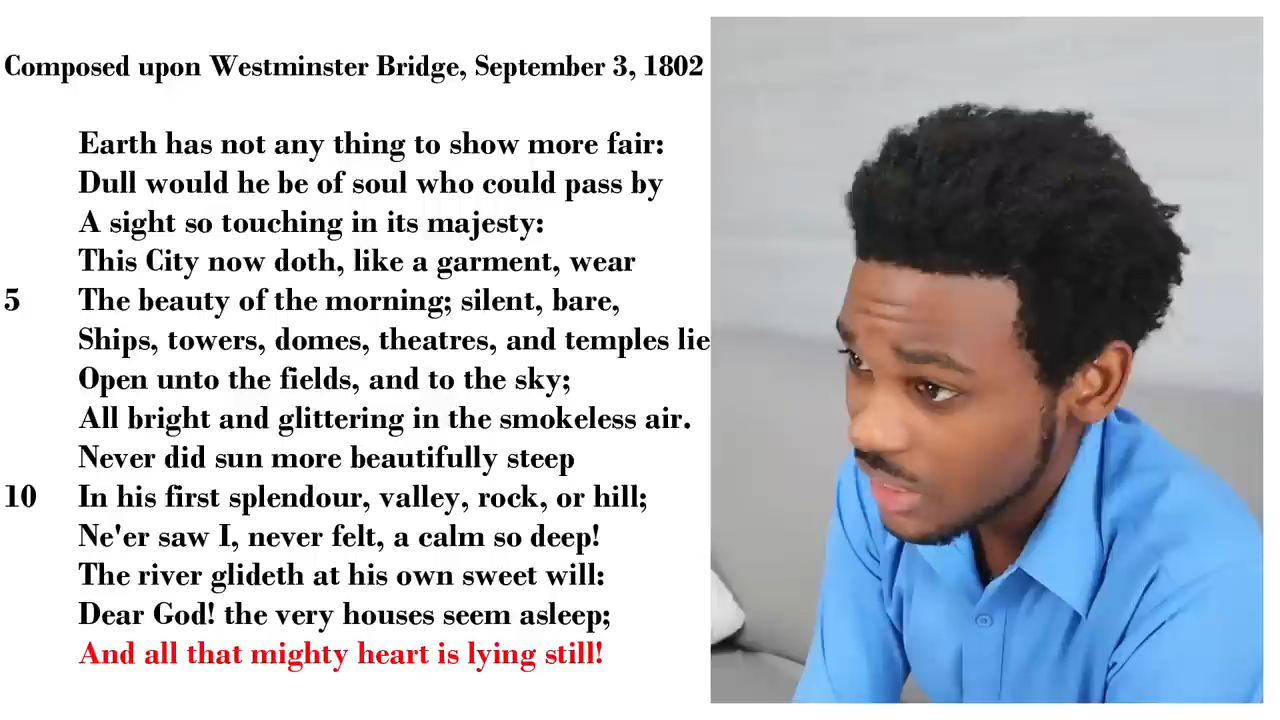 Composed upon Westminster Bridge, September 3, 1802
Earth has not any thing to show more fair:
Dull would he be of soul who could pass by
A sight so touching in its majesty:
This City now doth, like a garment, wear
5 The beauty of the morning; silent, bare,
Ships, towers, domes, theatres, and temples lie
Open unto the fields, and to the sky;
All bright and glittering in the smokeless air.
Never did sun more beautifully steep
10 In his first splendour, valley, rock, or hill;
Ne'er saw I, never felt, a calm so deep!
The river glideth at his own sweet will:
Dear God! the very houses seem asleep;
And all that mighty heart is lying still!